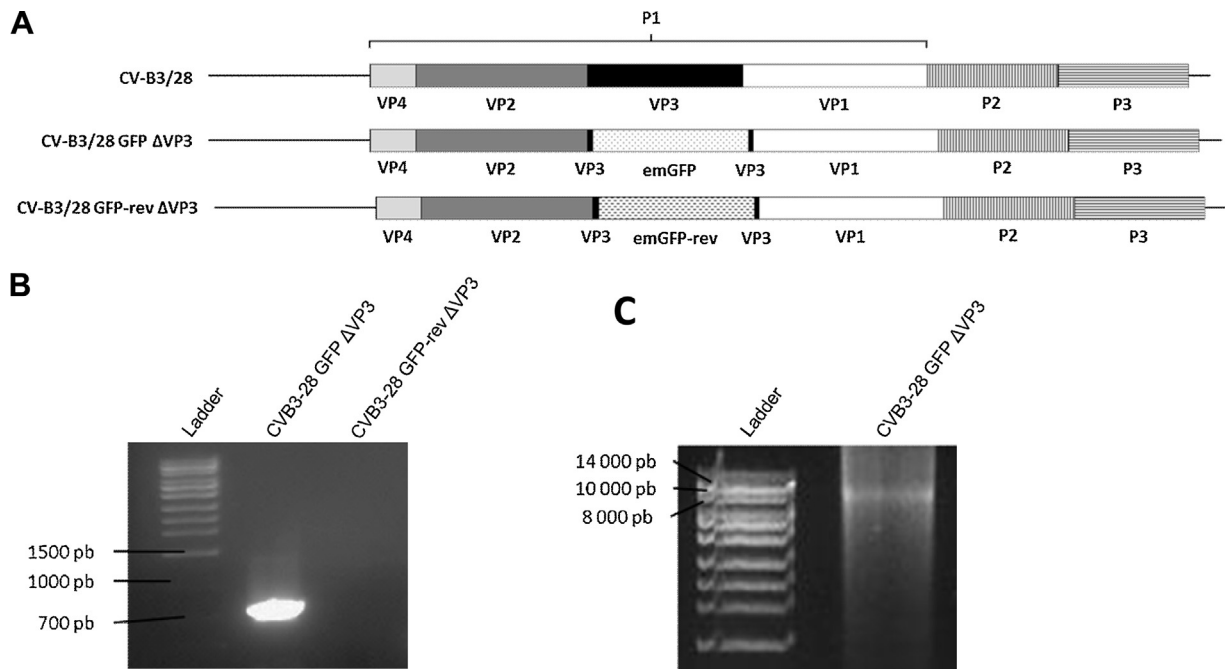 A
P1
CV-B3/28
VP4 VP2 VP3 VP1 P2 P3
CV-B3/28 GFP ΔVP3
VP4 VP2 VP3 emGFP VP3 VP1 P2 P3
CV-B3/28 GFP-rev ΔVP3
VP4 VP2 VP3 emGFP-rev VP3 VP1 P2 P3
B
Ladder
CVB3-28 GFP ΔVP3
CVB3-28 GFP-rev ΔVP3
1500 pb
1000 pb
700 pb
C
Ladder
CVB3-28 GFP ΔVP3
14 000 pb
10 000 pb
8 000 pb